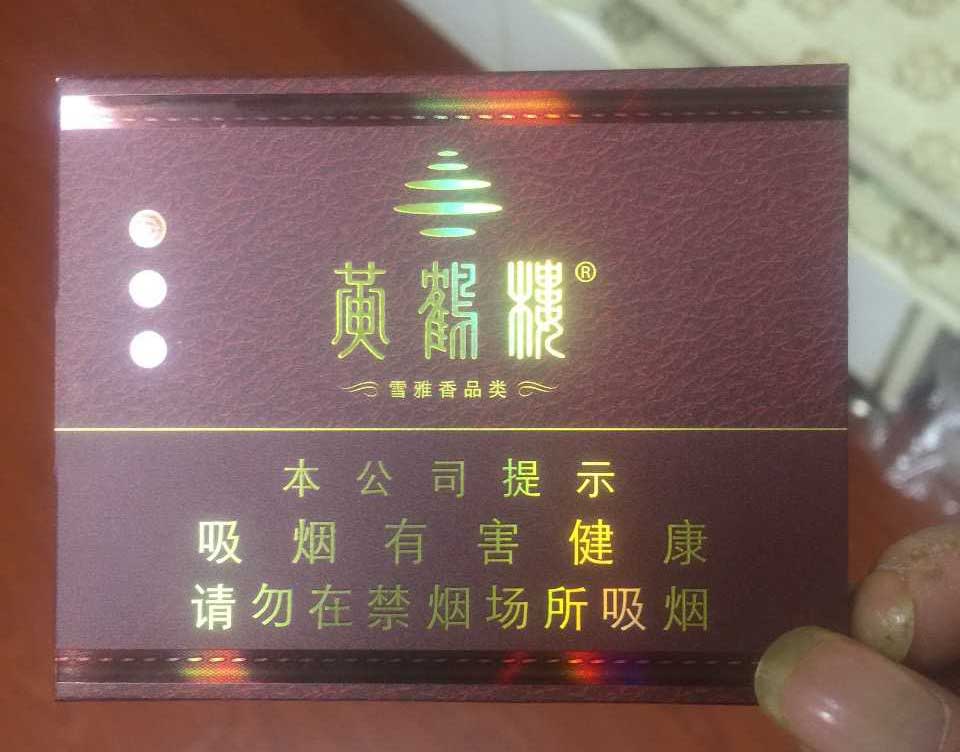 黄鹤楼®
雪雅香品类
本公司提示
吸烟有害健康
请勿在禁烟场所吸烟